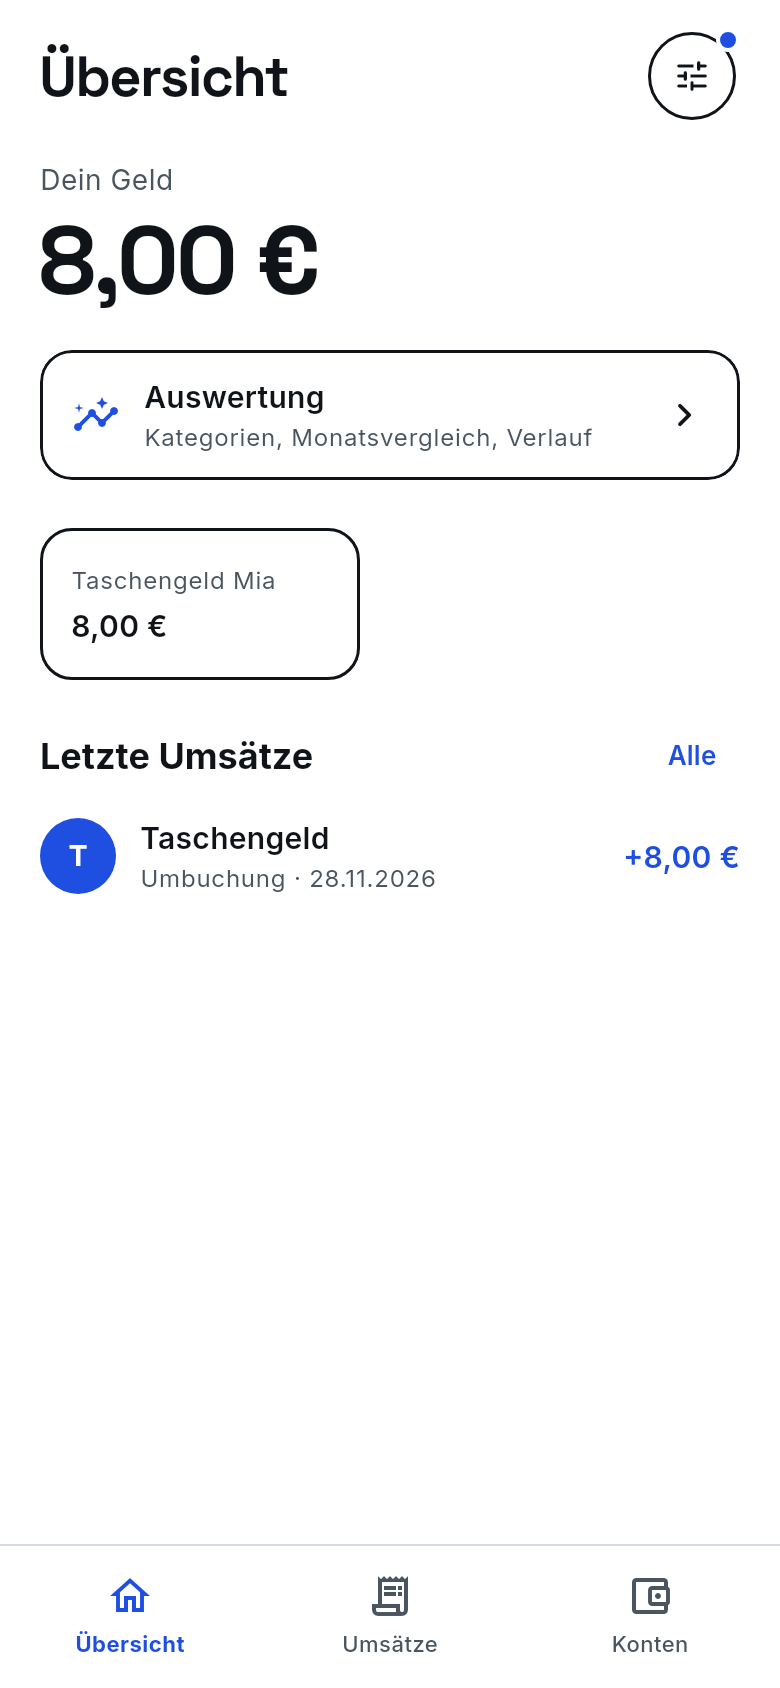 Übersicht
Dein Geld
8,00 €
Auswertung
Kategorien, Monatsvergleich, Verlauf
Taschengeld Mia
8,00 €
Letzte Umsätze
Alle
T
Taschengeld
Umbuchung · 28.11.2026
+8,00 €
Übersicht
Umsätze
Konten